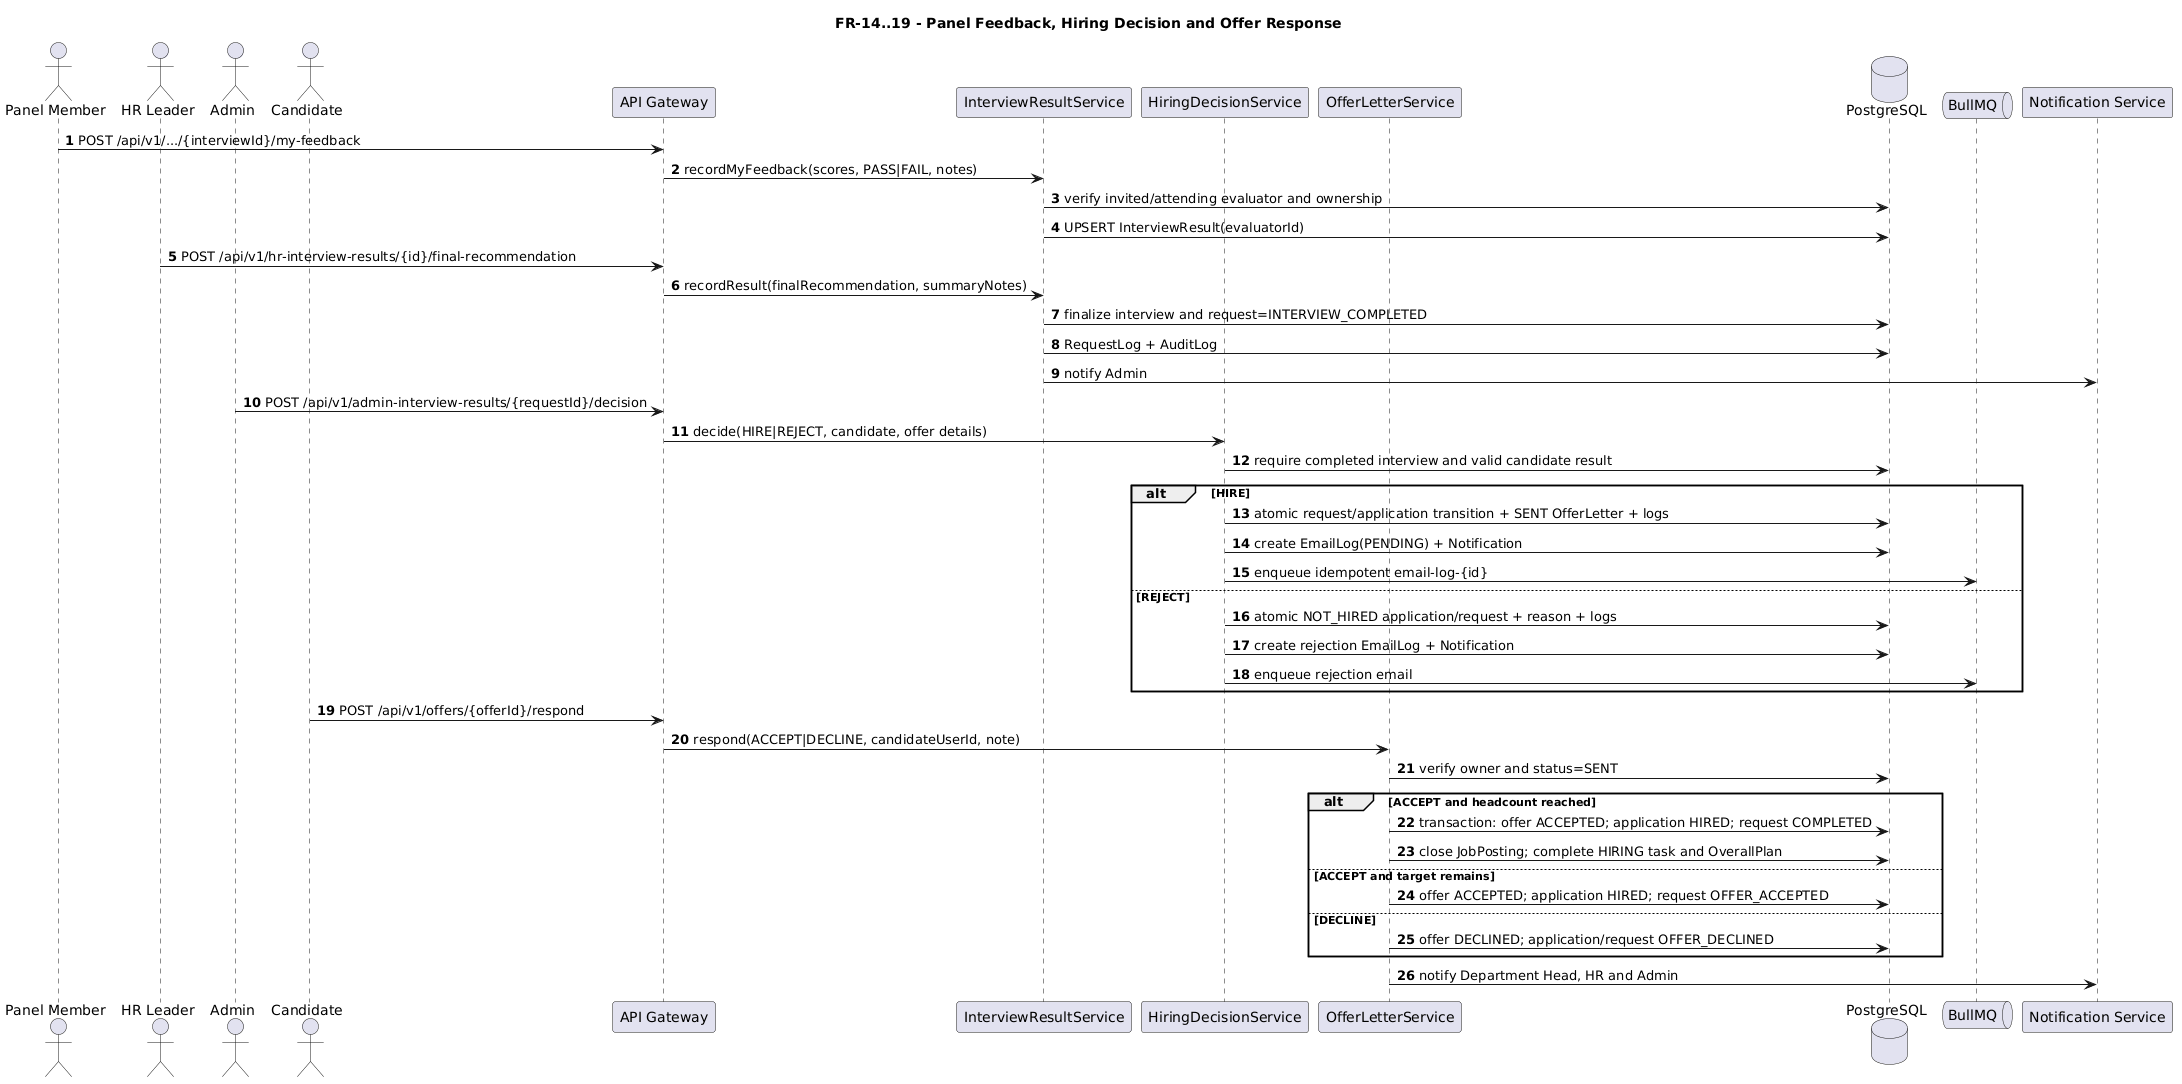 FR-14..19 - Panel Feedback, Hiring Decision and Offer Response
Panel Member
HR Leader
Admin
Candidate
API Gateway
InterviewResultService
HiringDecisionService
OfferLetterService
PostgreSQL
BullMQ
Notification Service
1 POST /api/v1/.../{interviewId}/my-feedback
2 recordMyFeedback(scores, PASS|FAIL, notes)
3 verify invited/attending evaluator and ownership
4 UPSERT InterviewResult(evaluatorId)
5 POST /api/v1/hr-interview-results/{id}/final-recommendation
6 recordResult(finalRecommendation, summaryNotes)
7 finalize interview and request=INTERVIEW_COMPLETED
8 RequestLog + AuditLog
9 notify Admin
10 POST /api/v1/admin-interview-results/{requestId}/decision
11 decide(HIRE|REJECT, candidate, offer details)
12 require completed interview and valid candidate result
alt [HIRE]
13 atomic request/application transition + SENT OfferLetter + logs
14 create EmailLog(PENDING) + Notification
15 enqueue idempotent email-log-{id}
[REJECT]
16 atomic NOT_HIRED application/request + reason + logs
17 create rejection EmailLog + Notification
18 enqueue rejection email
19 POST /api/v1/offers/{offerId}/respond
20 respond(ACCEPT|DECLINE, candidateUserId, note)
21 verify owner and status=SENT
alt [ACCEPT and headcount reached]
22 transaction: offer ACCEPTED; application HIRED; request COMPLETED
23 close JobPosting; complete HIRING task and OverallPlan
[ACCEPT and target remains]
24 offer ACCEPTED; application HIRED; request OFFER_ACCEPTED
[DECLINE]
25 offer DECLINED; application/request OFFER_DECLINED
26 notify Department Head, HR and Admin
Panel Member
HR Leader
Admin
Candidate
API Gateway
InterviewResultService
HiringDecisionService
OfferLetterService
PostgreSQL
BullMQ
Notification Service